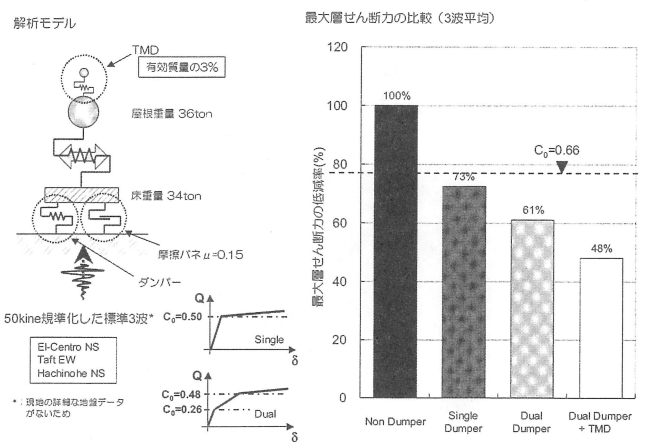 解析モデル
TMD
有効質量の3%
屋根重量 36ton
床重量 34ton
摩擦バネμ=0.15
ダンパー
50kine規準化した標準3波*
El-Centro NS
Taft EW
Hachinohe NS
*：現地の詳細な地盤データ
がないため
Q
C₀=0.50
Single
δ
Q
C₀=0.48
C₀=0.26
Dual
δ
最大層せん断力の比較（3波平均）
最大層せん断力の低減率(%)
120
100
80
60
40
20
0
100%
73%
61%
48%
C₀=0.66
Non Dumper
Single
Dumper
Dual
Dumper
Dual Dumper
+ TMD